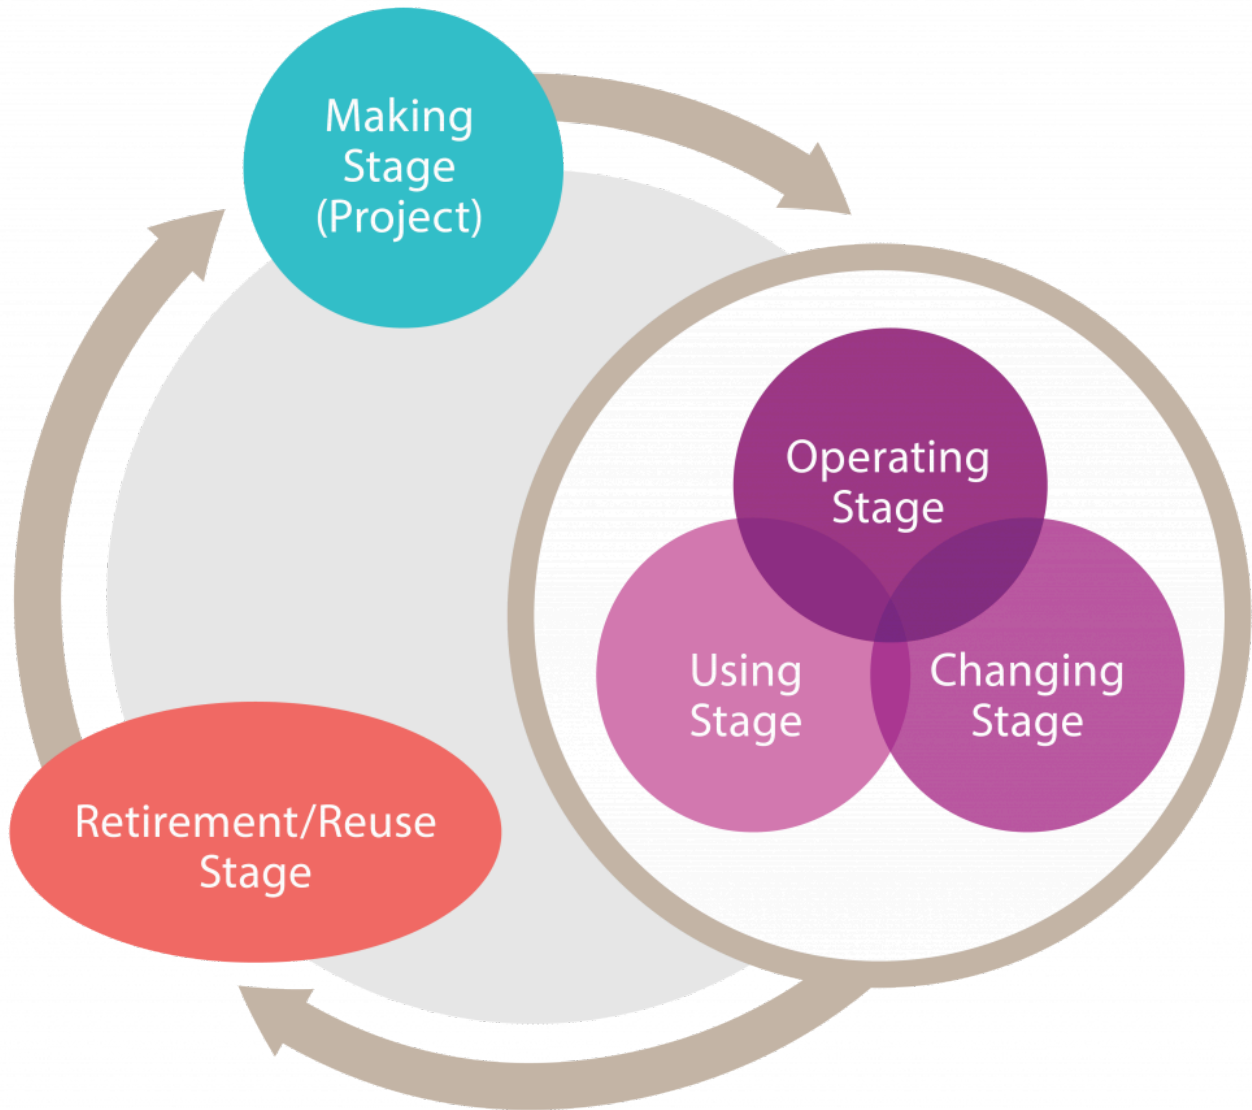 Making
Stage
(Project)
Operating
Stage
Using
Stage
Changing
Stage
Retirement/Reuse
Stage